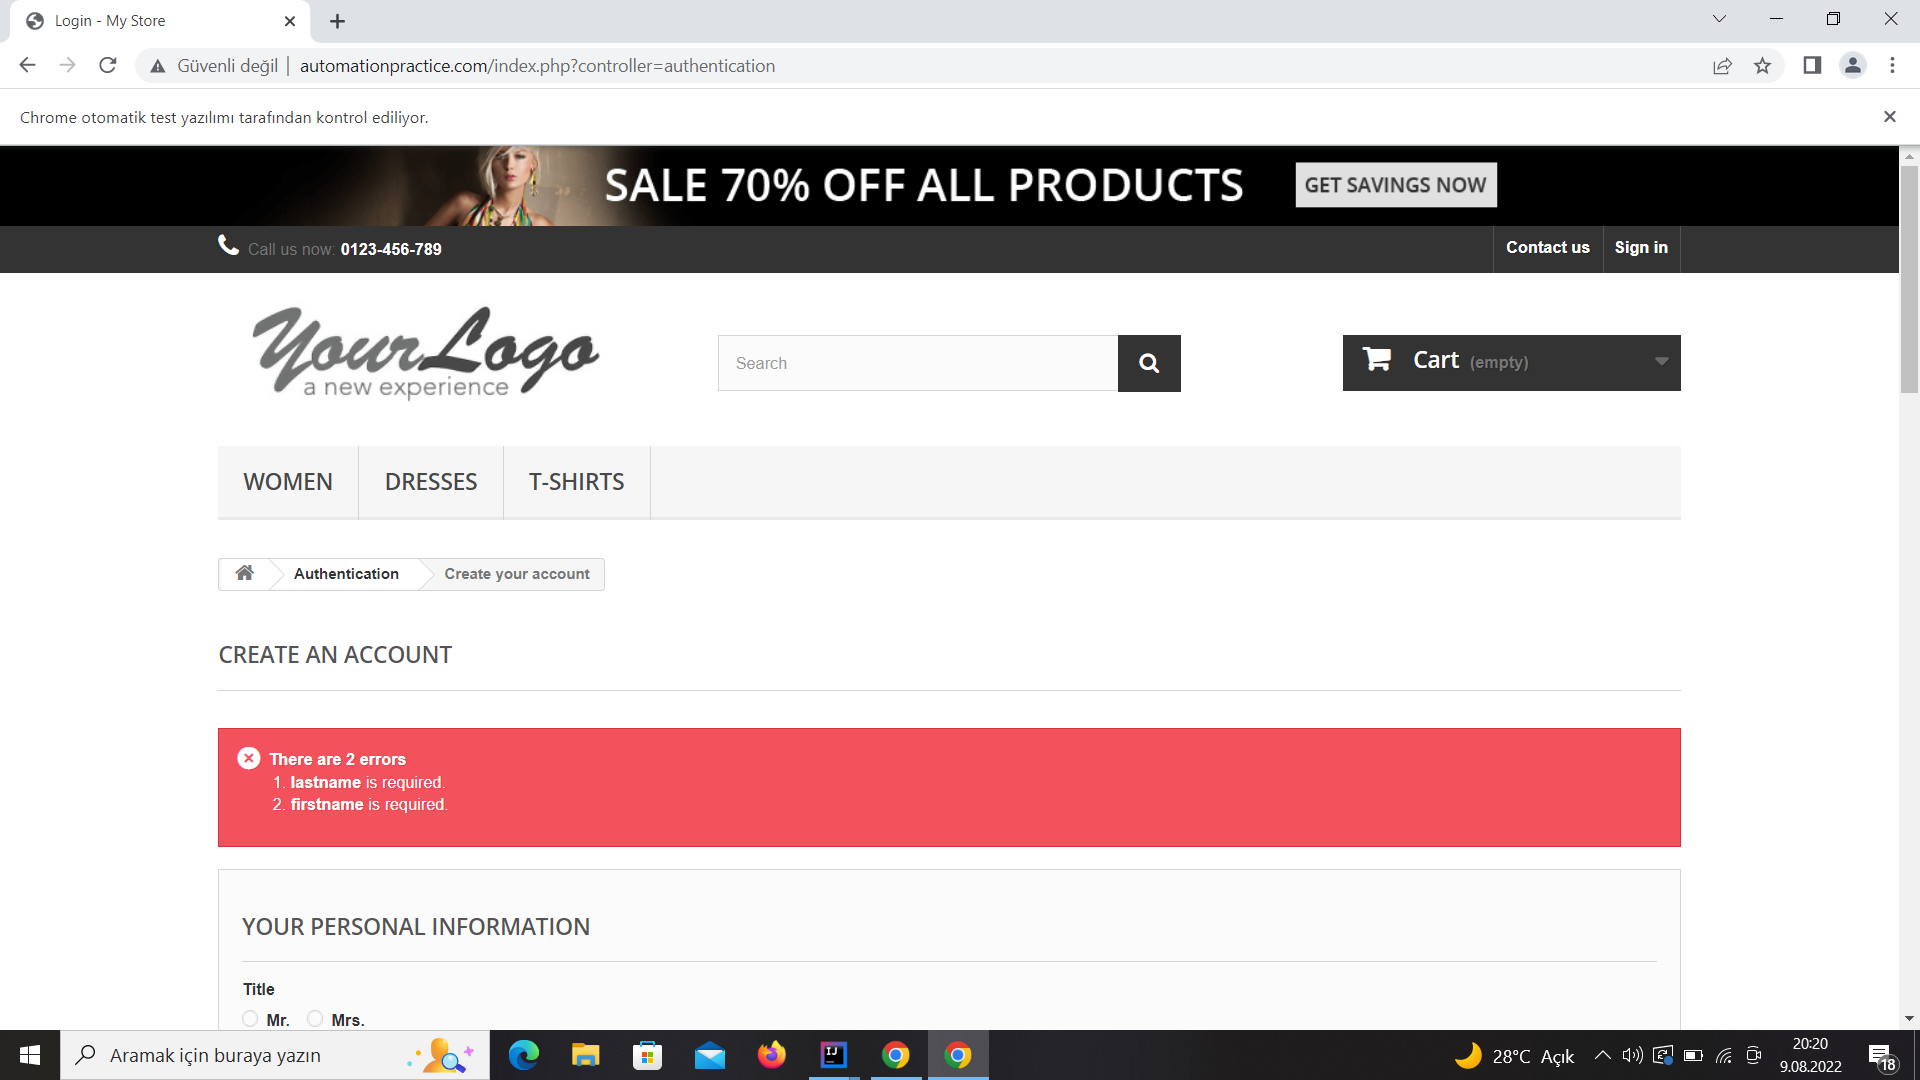 Login - My Store
Güvenli değil | automationpractice.com/index.php?controller=authentication
Chrome otomatik test yazılımı tarafından kontrol ediliyor.
SALE 70% OFF ALL PRODUCTS GET SAVINGS NOW
Call us now: 0123-456-789 Contact us Sign in
YourLogo
a new experience
Search
Cart (empty)
WOMEN DRESSES T-SHIRTS
Authentication Create your account
CREATE AN ACCOUNT
There are 2 errors
1. lastname is required.
2. firstname is required.
YOUR PERSONAL INFORMATION
Title
Mr. Mrs.
Aramak için buraya yazın
IJ
28°C Açık
20:20
9.08.2022
18